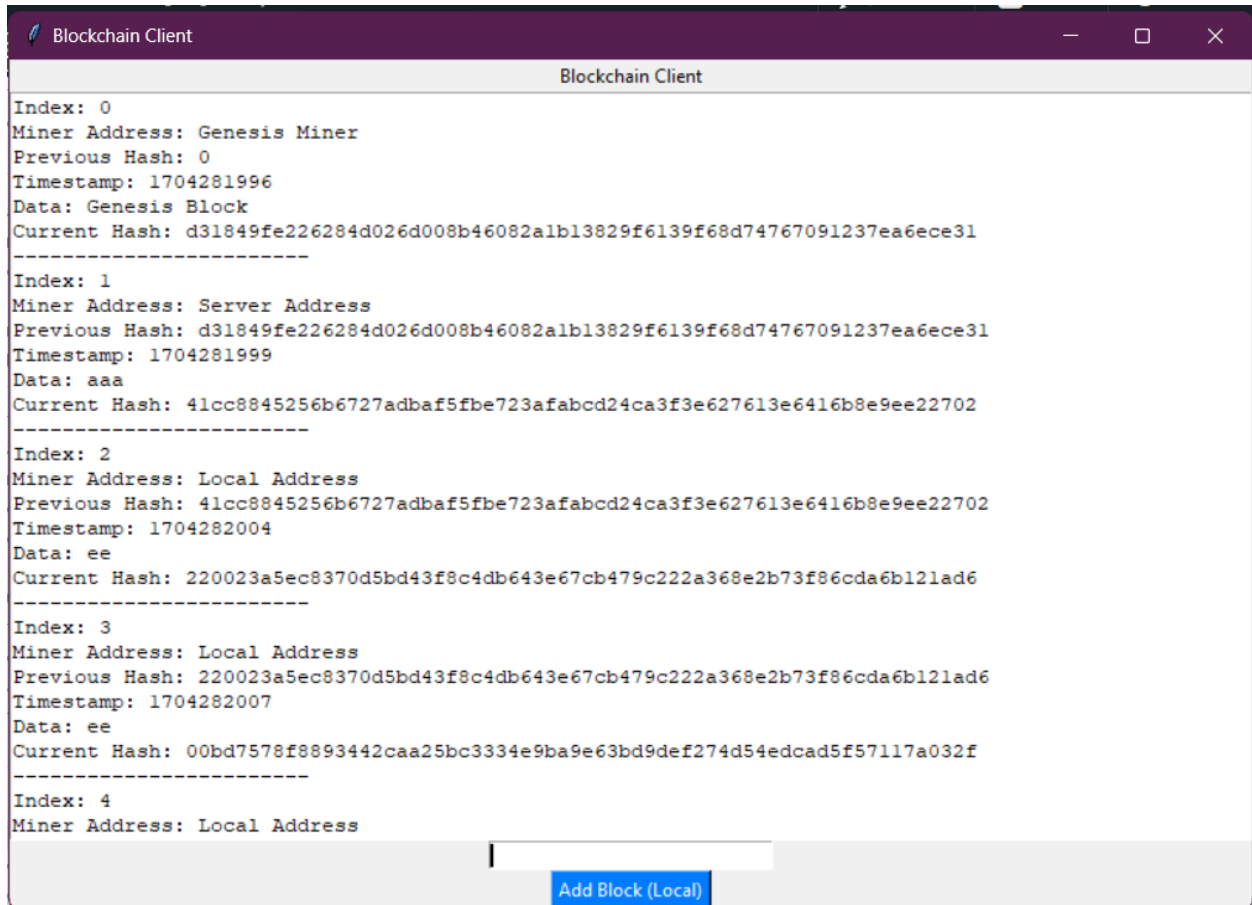 Blockchain Client
Blockchain Client
Index: 0
Miner Address: Genesis Miner
Previous Hash: 0
Timestamp: 1704281996
Data: Genesis Block
Current Hash: d31849fe226284d026d008b46082a1b13829f6139f68d74767091237ea6ece31
------------------------
Index: 1
Miner Address: Server Address
Previous Hash: d31849fe226284d026d008b46082a1b13829f6139f68d74767091237ea6ece31
Timestamp: 1704281999
Data: aaa
Current Hash: 41cc8845256b6727adbaf5fbe723afabcd24ca3f3e627613e6416b8e9ee22702
------------------------
Index: 2
Miner Address: Local Address
Previous Hash: 41cc8845256b6727adbaf5fbe723afabcd24ca3f3e627613e6416b8e9ee22702
Timestamp: 1704282004
Data: ee
Current Hash: 220023a5ec8370d5bd43f8c4db643e67cb479c222a368e2b73f86cda6b121ad6
------------------------
Index: 3
Miner Address: Local Address
Previous Hash: 220023a5ec8370d5bd43f8c4db643e67cb479c222a368e2b73f86cda6b121ad6
Timestamp: 1704282007
Data: ee
Current Hash: 00bd7578f8893442caa25bc3334e9ba9e63bd9def274d54edcad5f57117a032f
------------------------
Index: 4
Miner Address: Local Address
Add Block (Local)